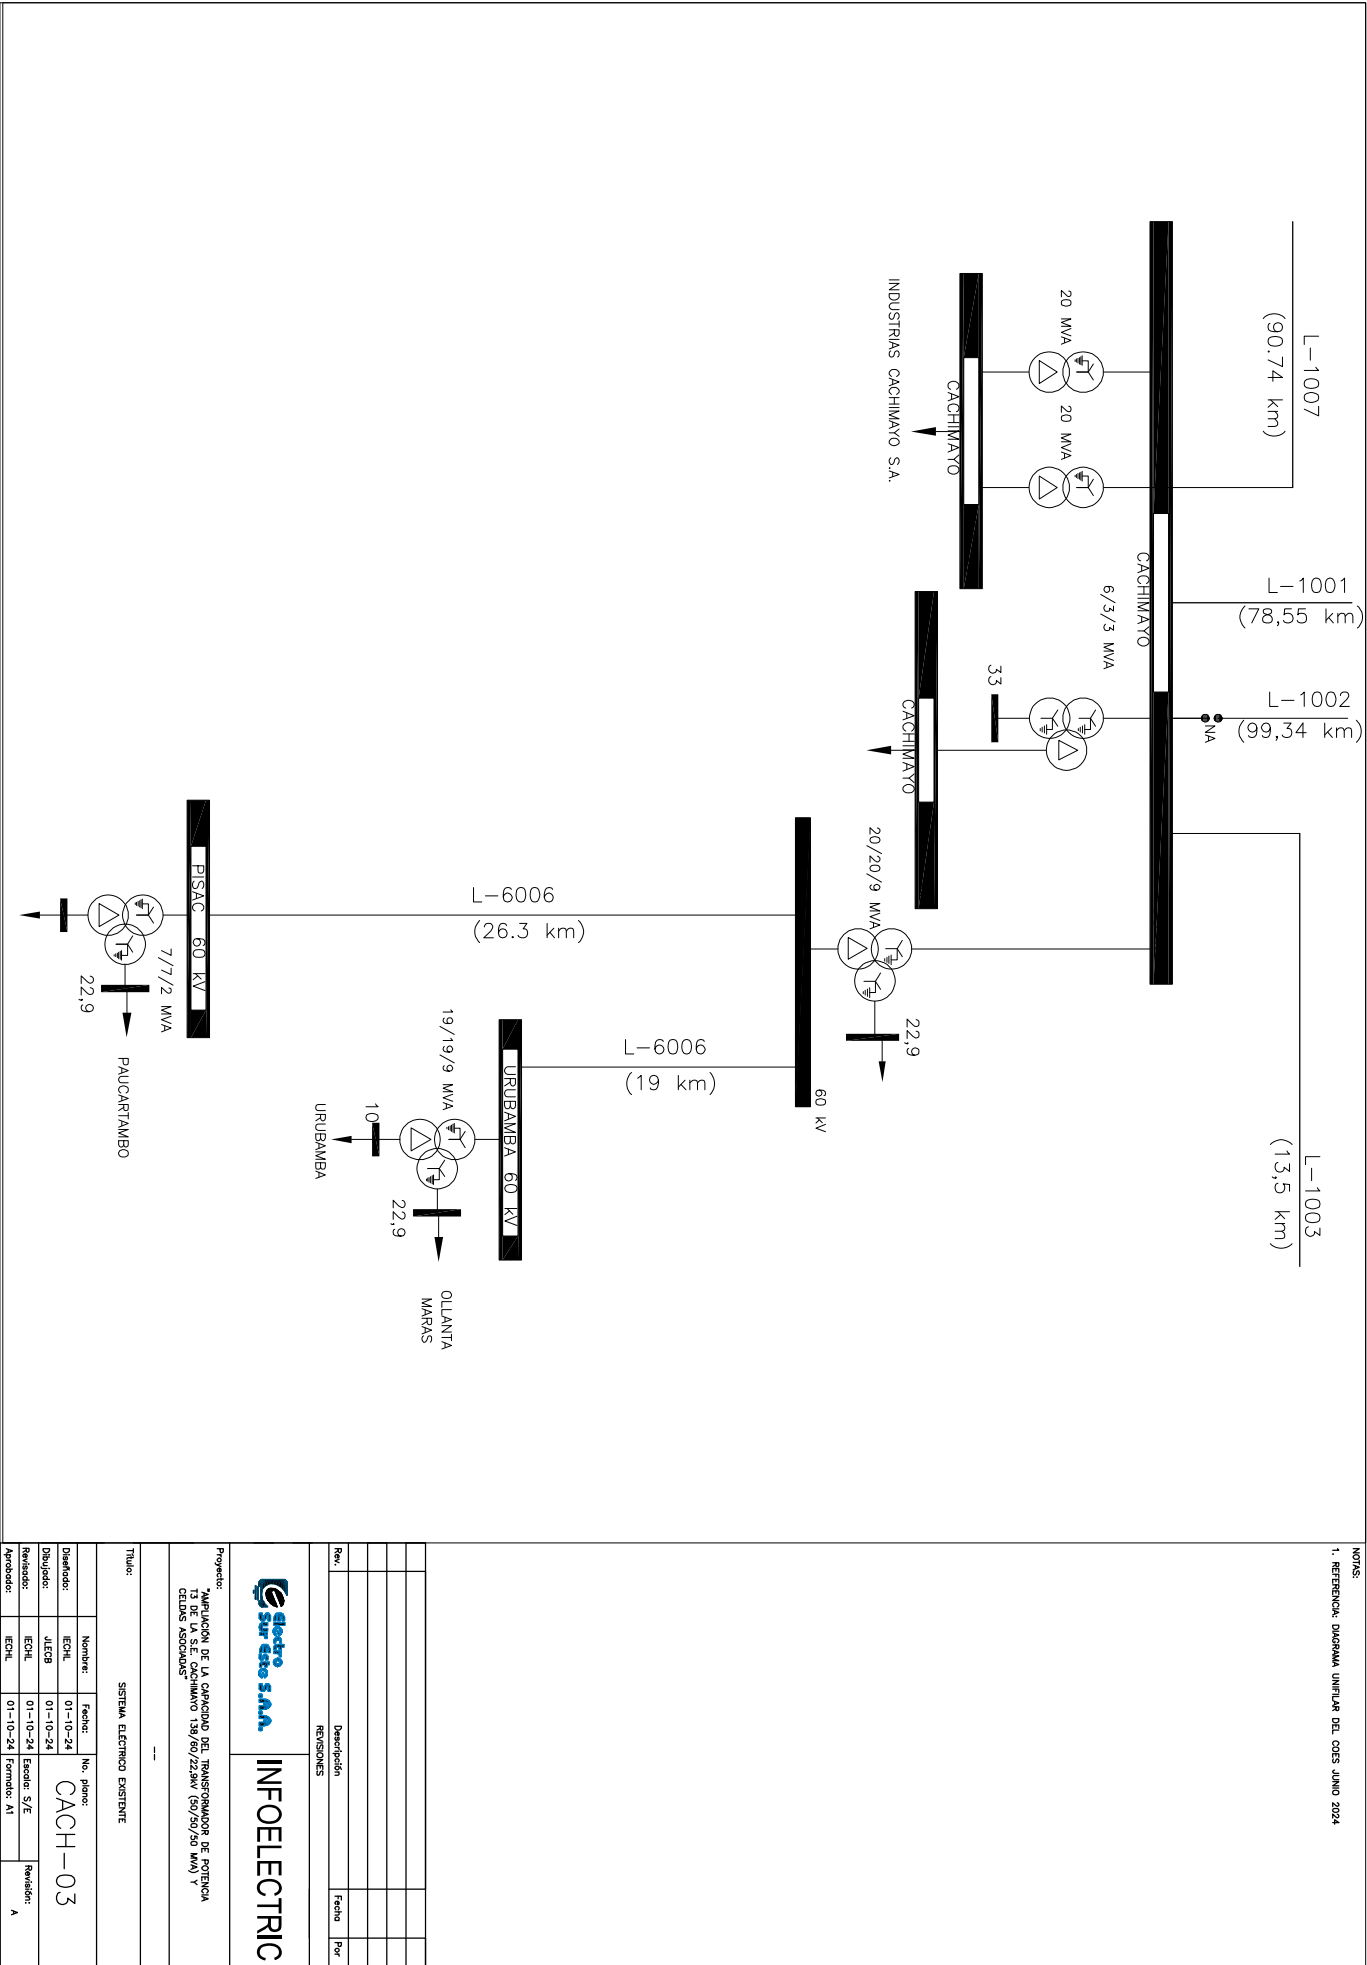 L-1007
(90.74 km)
L-1001
(78,55 km)
L-1002
(99,34 km)
NA
L-1003
(13,5 km)
CACHIMAYO
20 MVA
20 MVA
6/3/3 MVA
33
CACHIMAYO
INDUSTRIAS CACHIMAYO S.A.
CACHIMAYO
20/20/9 MVA
22,9
60 kV
L-6006
(26.3 km)
L-6006
(19 km)
URUBAMBA 60 kV
19/19/9 MVA
10
22,9
URUBAMBA
OLLANTA
MARAS
PISAC 60 kV
7/7/2 MVA
22,9
PAUCARTAMBO
NOTAS:
1. REFERENCIA: DIAGRAMA UNIFILAR DEL COES JUNIO 2024
Rev. Descripción Fecha Por
REVISIONES
Electro
Sur Este S.A.A.
INFOELECTRIC
Proyecto:
"AMPLIACIÓN DE LA CAPACIDAD DEL TRANSFORMADOR DE POTENCIA
T3 DE LA S.E. CACHIMAYO 138/60/22,9kV (50/50/50 MVA) Y
CELDAS ASOCIADAS"
--
Título:
SISTEMA ELÉCTRICO EXISTENTE
Nombre: Fecha: No. plano:
Diseñado: IECHL 01-10-24
CACH-03
Dibujado: JLECB 01-10-24
Revisado: IECHL 01-10-24 Escala: S/E Revisión:
Aprobado: IECHL 01-10-24 Formato: A1 A